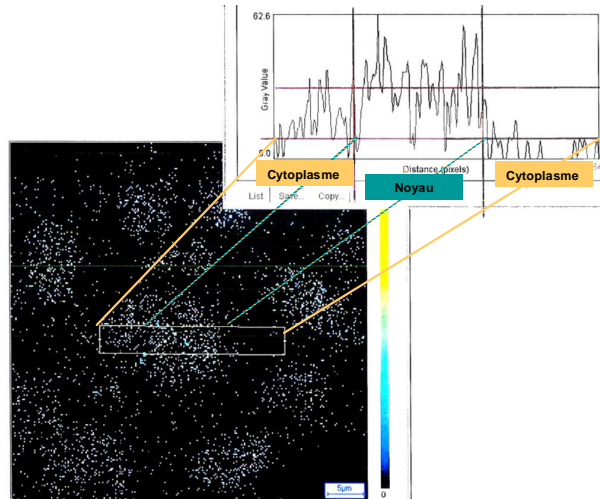 62.6
Gray Value
0.0
Distance (pixels)
Cytoplasme
Noyau
Cytoplasme
List Save... Copy...
5µm
0